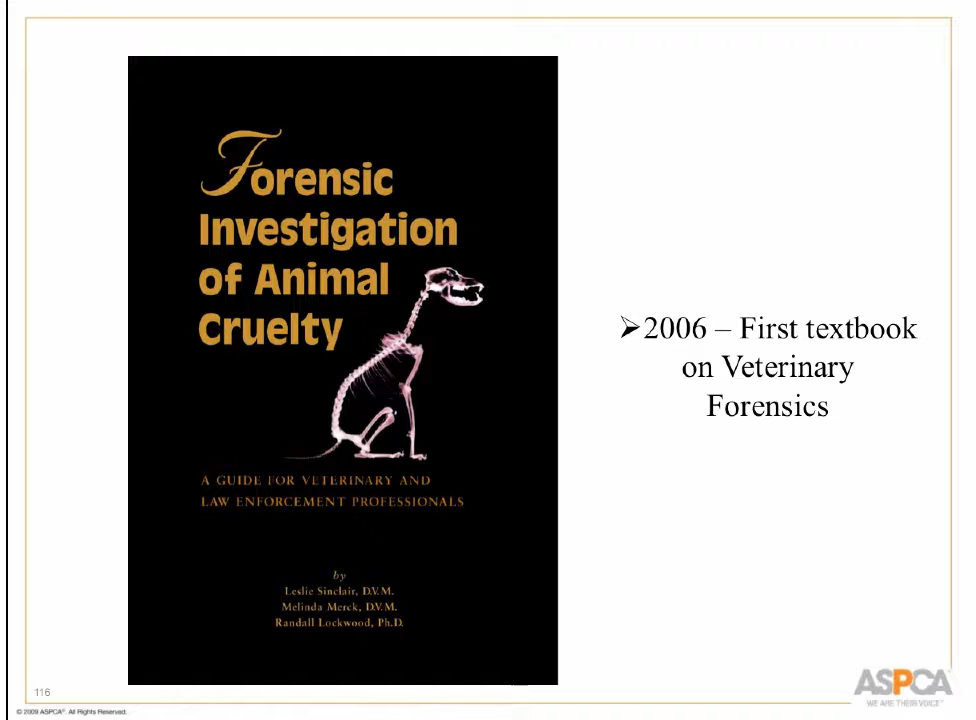 Forensic
Investigation
of Animal
Cruelty
A GUIDE FOR VETERINARY AND
LAW ENFORCEMENT PROFESSIONALS
by
Leslie Sinclair, D.V.M.
Melinda Merck, D.V.M.
Randall Lockwood, Ph.D.
➢2006 – First textbook
on Veterinary
Forensics
116
© 2009 ASPCA®. All Rights Reserved.
ASPCA
WE ARE THEIR VOICE™